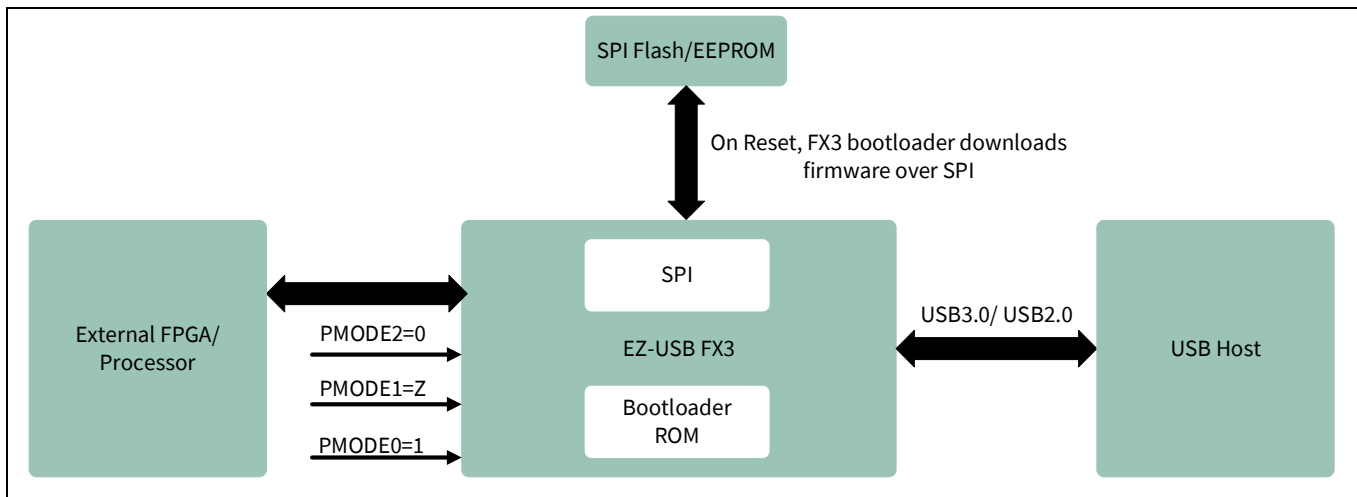 SPI Flash/EEPROM
On Reset, FX3 bootloader downloads
firmware over SPI
External FPGA/
Processor
PMODE2=0
PMODE1=Z
PMODE0=1
SPI
EZ-USB FX3
Bootloader
ROM
USB3.0/ USB2.0
USB Host